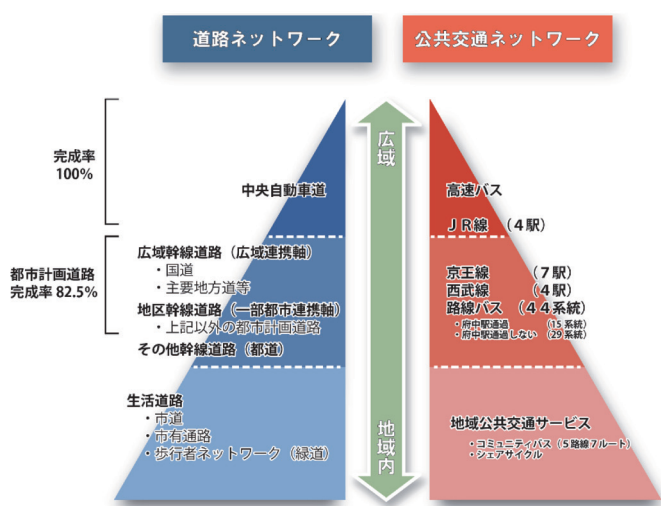 道路ネットワーク
公共交通ネットワーク
完成率
100%
中央自動車道
都市計画道路
完成率 82.5%
広域幹線道路（広域連携軸）
・国道
・主要地方道等
地区幹線道路（一部都市連携軸）
・上記以外の都市計画道路
その他幹線道路（都道）
生活道路
・市道
・市有通路
・歩行者ネットワーク（緑道）
広域
地域内
高速バス
ＪＲ線　（４駅）
京王線　（７駅）
西武線　（４駅）
路線バス　（４４系統）
・府中駅通過　（15系統）
・府中駅通過しない　（29系統）
地域公共交通サービス
・コミュニティバス（５路線７ルート）
・シェアサイクル